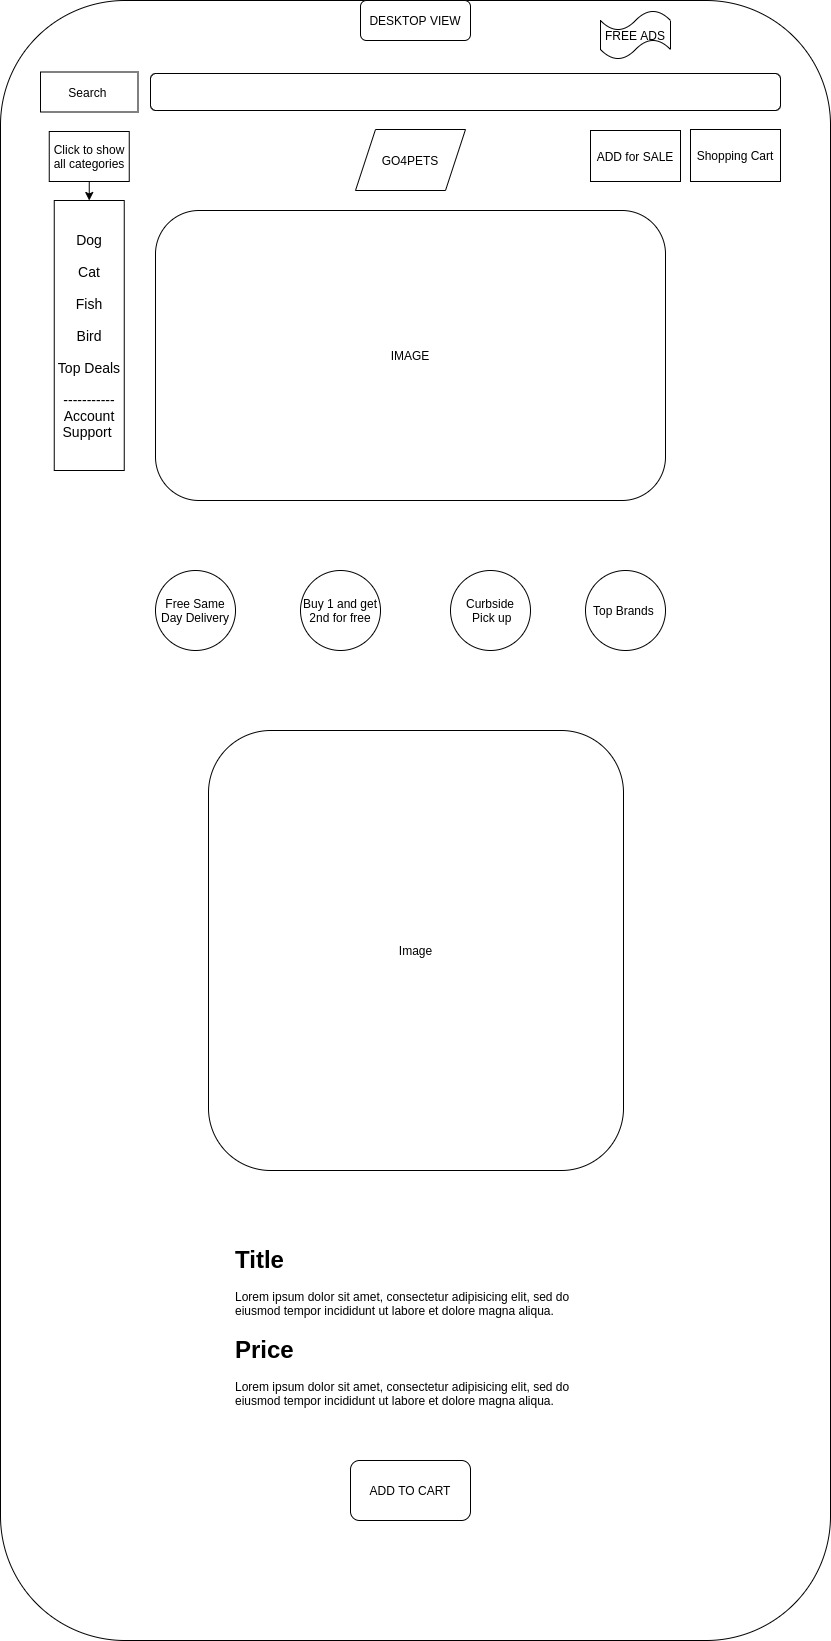 DESKTOP VIEW
FREE ADS
Search
Click to show
all categories
GO4PETS
ADD for SALE
Shopping Cart
Dog
Cat
Fish
Bird
Top Deals
-----------
Account
Support
IMAGE
Free Same
Day Delivery
Buy 1 and get
2nd for free
Curbside
Pick up
Top Brands
Image
Title
Lorem ipsum dolor sit amet, consectetur adipisicing elit, sed do
eiusmod tempor incididunt ut labore et dolore magna aliqua.
Price
Lorem ipsum dolor sit amet, consectetur adipisicing elit, sed do
eiusmod tempor incididunt ut labore et dolore magna aliqua.
ADD TO CART